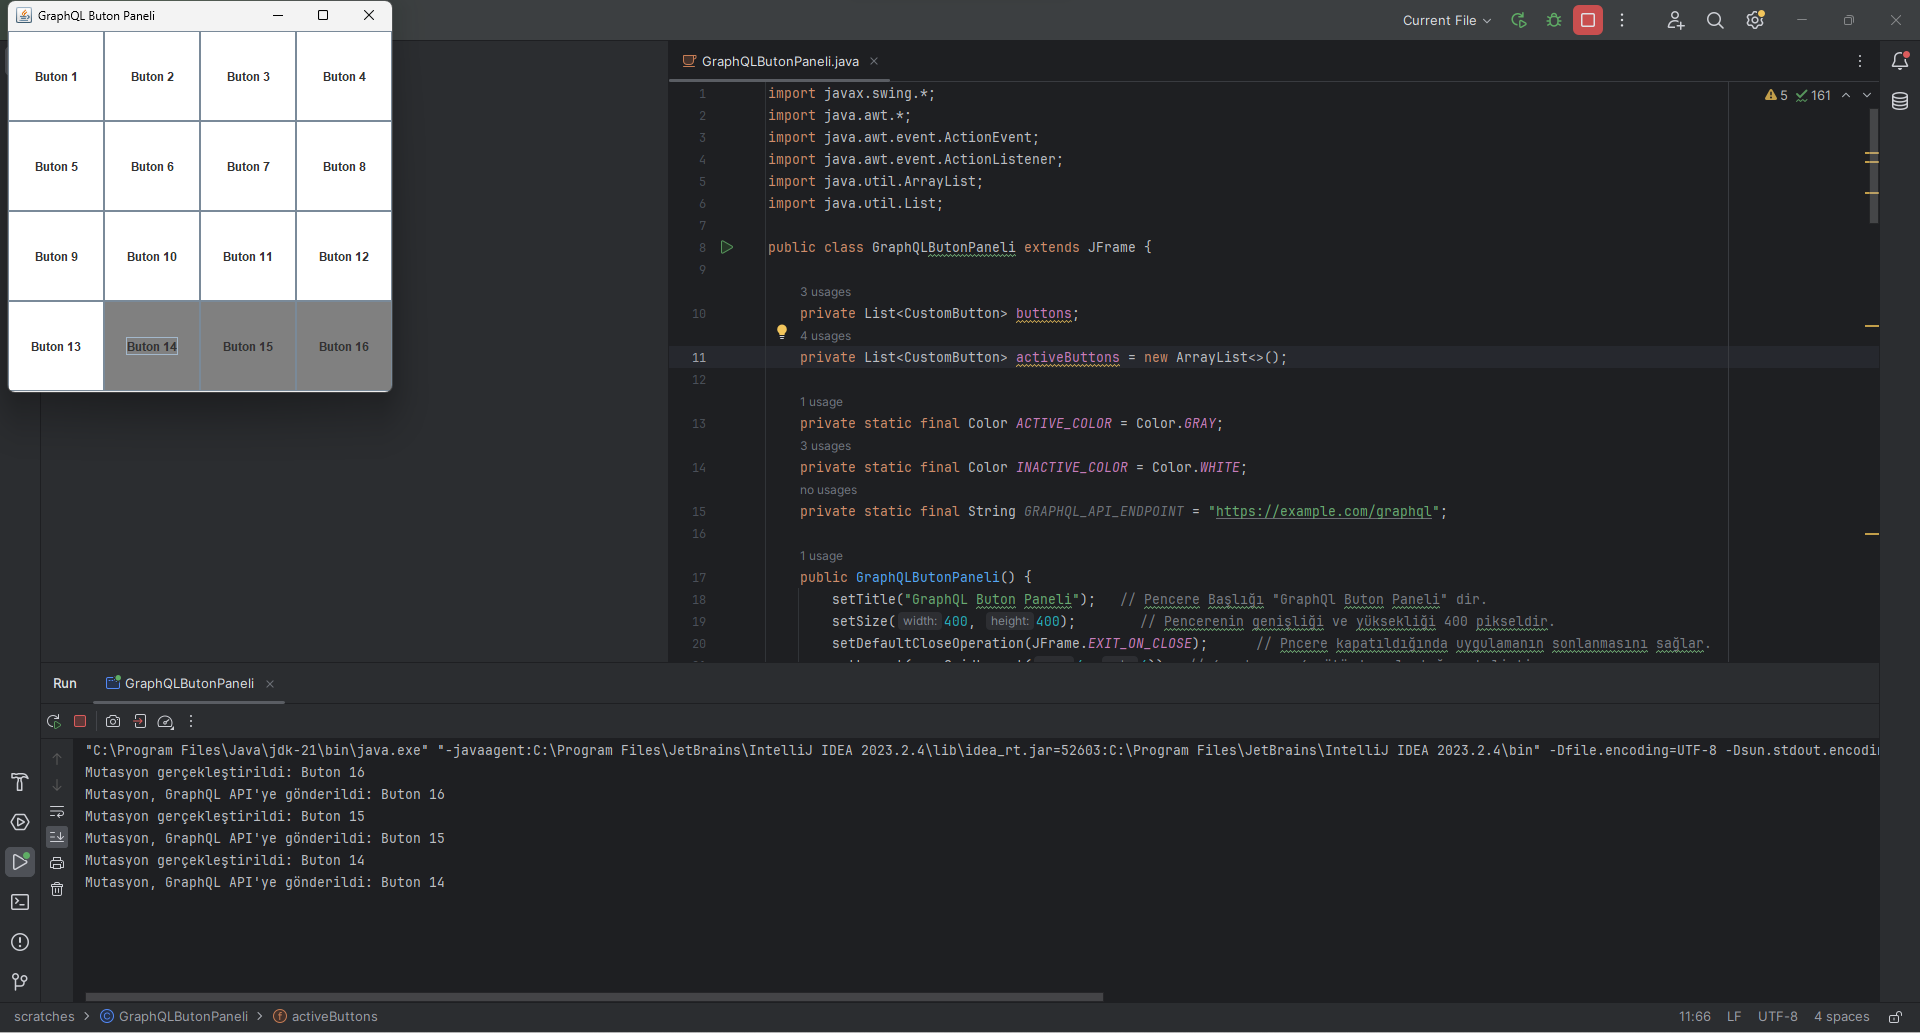 GraphQL Buton Paneli
Buton 1 Buton 2 Buton 3 Buton 4
Buton 5 Buton 6 Buton 7 Buton 8
Buton 9 Buton 10 Buton 11 Buton 12
Buton 13 Buton 14 Buton 15 Buton 16
Current File
GraphQLButonPaneli.java
5 161
1 import javax.swing.*;
2 import java.awt.*;
3 import java.awt.event.ActionEvent;
4 import java.awt.event.ActionListener;
5 import java.util.ArrayList;
6 import java.util.List;
7
8 public class GraphQLButonPaneli extends JFrame {
9
3 usages
10 private List<CustomButton> buttons;
4 usages
11 private List<CustomButton> activeButtons = new ArrayList<>();
12
1 usage
13 private static final Color ACTIVE_COLOR = Color.GRAY;
3 usages
14 private static final Color INACTIVE_COLOR = Color.WHITE;
no usages
15 private static final String GRAPHQL_API_ENDPOINT = "https://example.com/graphql";
16
1 usage
17 public GraphQLButonPaneli() {
18 setTitle("GraphQL Buton Paneli"); // Pencere Başlığı "GraphQl Buton Paneli" dir.
19 setSize( width: 400, height: 400); // Pencerenin genişliği ve yüksekliği 400 pikseldir.
20 setDefaultCloseOperation(JFrame.EXIT_ON_CLOSE); // Pncere kapatıldığında uygulamanın sonlanmasını sağlar.
Run GraphQLButonPaneli
"C:\Program Files\Java\jdk-21\bin\java.exe" "-javaagent:C:\Program Files\JetBrains\IntelliJ IDEA 2023.2.4\lib\idea_rt.jar=52603:C:\Program Files\JetBrains\IntelliJ IDEA 2023.2.4\bin" -Dfile.encoding=UTF-8 -Dsun.stdout.encodin
Mutasyon gerçekleştirildi: Buton 16
Mutasyon, GraphQL API'ye gönderildi: Buton 16
Mutasyon gerçekleştirildi: Buton 15
Mutasyon, GraphQL API'ye gönderildi: Buton 15
Mutasyon gerçekleştirildi: Buton 14
Mutasyon, GraphQL API'ye gönderildi: Buton 14
scratches > GraphQLButonPaneli > activeButtons
11:66 LF UTF-8 4 spaces